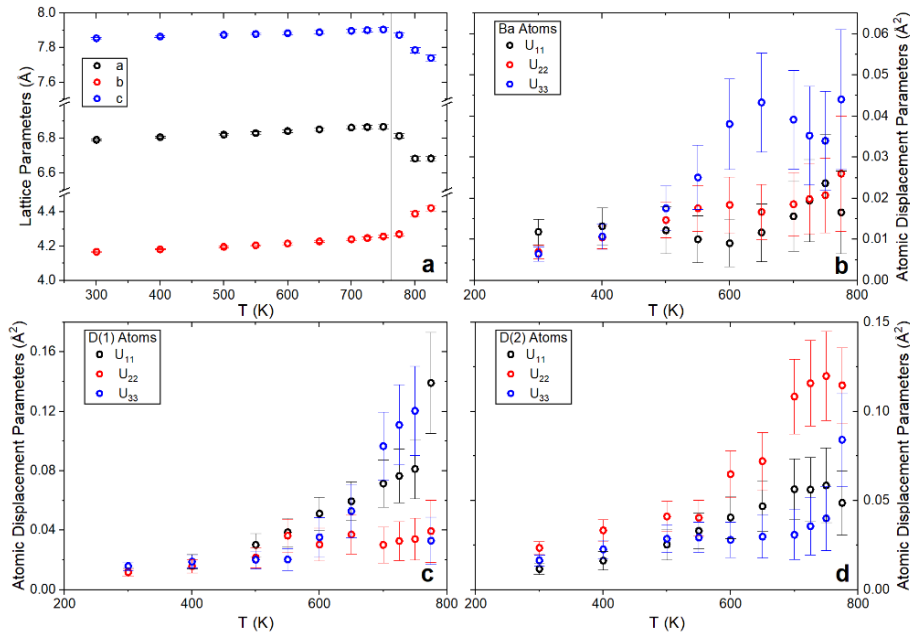 8.0
7.8
7.6
6.8
6.6
4.4
4.2
4.0
Lattice Parameters (Å)
a
b
c
a
300 400 500 600 700 800
T (K)
Ba Atoms
U11
U22
U33
0.06
0.05
0.04
0.03
0.02
0.01
0.00
Atomic Displacement Parameters (Å²)
b
200 400 600 800
T (K)
D(1) Atoms
U11
U22
U33
0.16
0.12
0.08
0.04
0.00
Atomic Displacement Parameters (Å²)
c
200 400 600 800
T (K)
D(2) Atoms
U11
U22
U33
0.15
0.10
0.05
0.00
Atomic Displacement Parameters (Å²)
d
200 400 600 800
T (K)